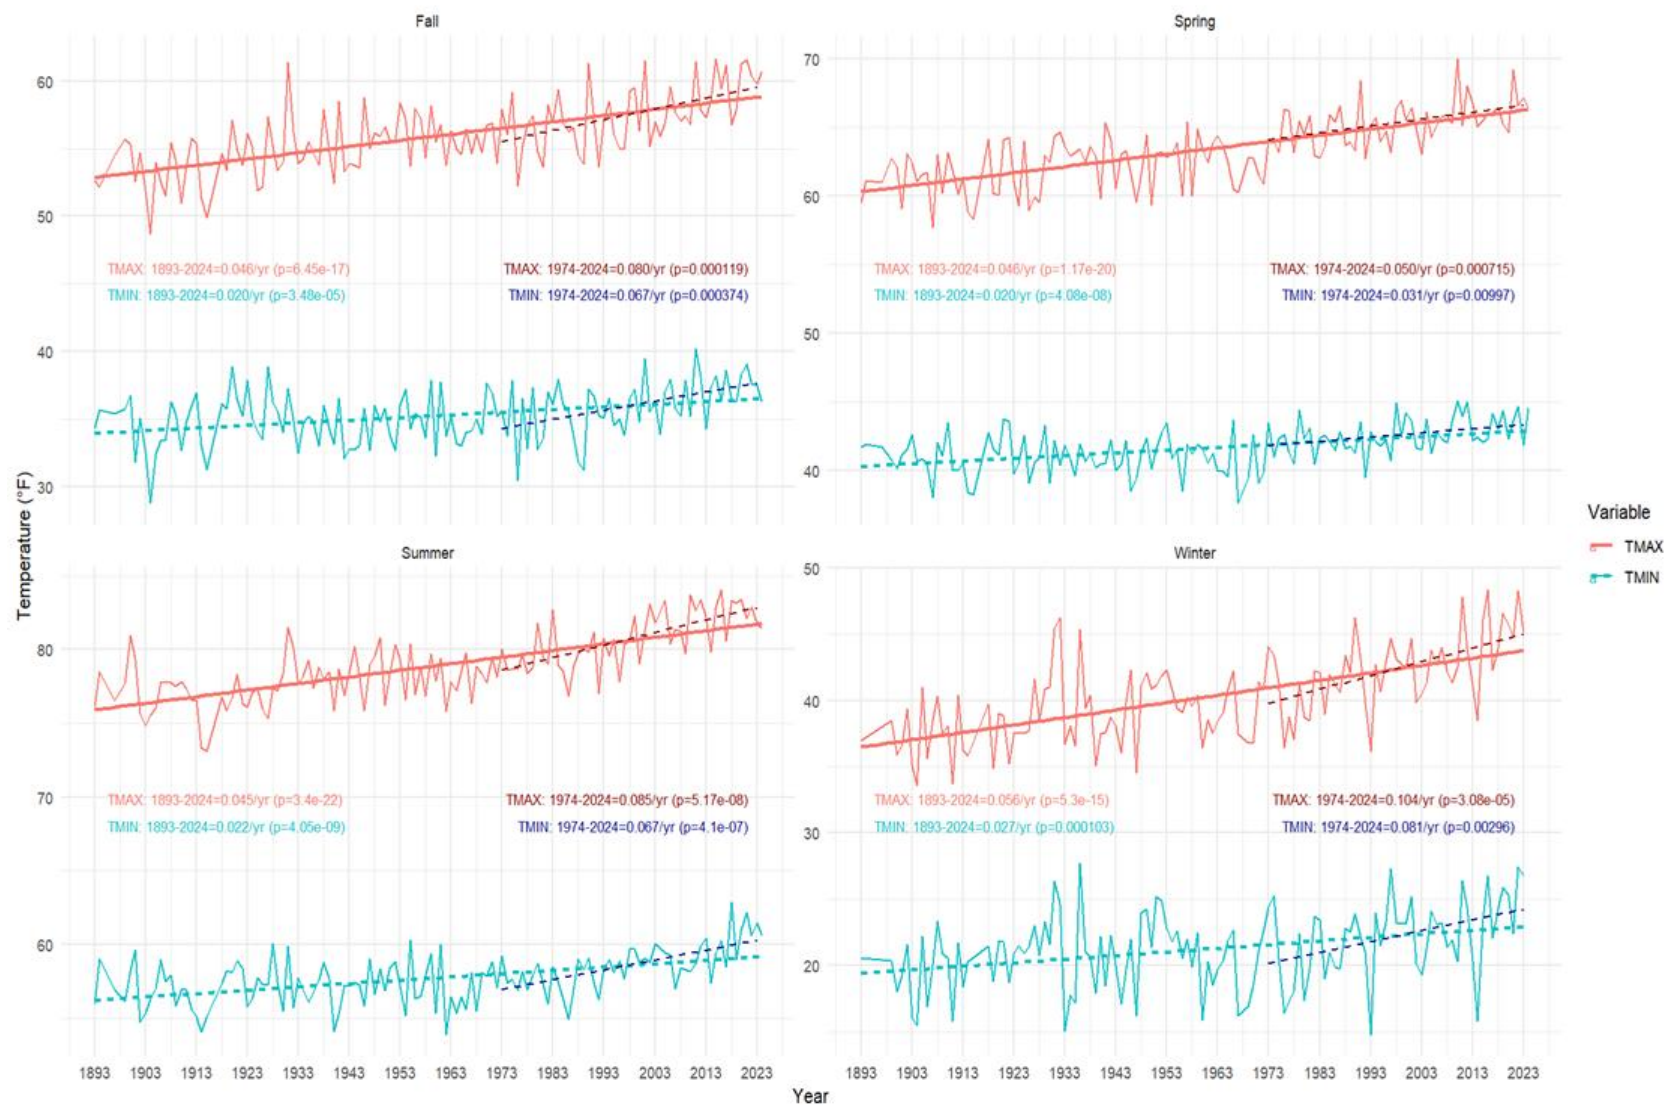 Fall
60
50
TMAX: 1893-2024=0.046/yr (p=6.45e-17)
TMAX: 1974-2024=0.080/yr (p=0.000119)
TMIN: 1893-2024=0.020/yr (p=3.48e-05)
TMIN: 1974-2024=0.067/yr (p=0.000374)
40
30
Spring
70
60
TMAX: 1893-2024=0.046/yr (p=1.17e-20)
TMAX: 1974-2024=0.050/yr (p=0.000715)
TMIN: 1893-2024=0.020/yr (p=4.08e-08)
TMIN: 1974-2024=0.031/yr (p=0.00997)
50
40
Temperature (°F)
Summer
80
70
TMAX: 1893-2024=0.045/yr (p=3.4e-22)
TMAX: 1974-2024=0.085/yr (p=5.17e-08)
TMIN: 1893-2024=0.022/yr (p=4.05e-09)
TMIN: 1974-2024=0.067/yr (p=4.1e-07)
60
1893 1903 1913 1923 1933 1943 1953 1963 1973 1983 1993 2003 2013 2023
Winter
50
40
TMAX: 1893-2024=0.056/yr (p=5.3e-15)
TMAX: 1974-2024=0.104/yr (p=3.08e-05)
TMIN: 1893-2024=0.027/yr (p=0.000103)
TMIN: 1974-2024=0.081/yr (p=0.00296)
30
20
1893 1903 1913 1923 1933 1943 1953 1963 1973 1983 1993 2003 2013 2023
Year
Variable
TMAX
TMIN